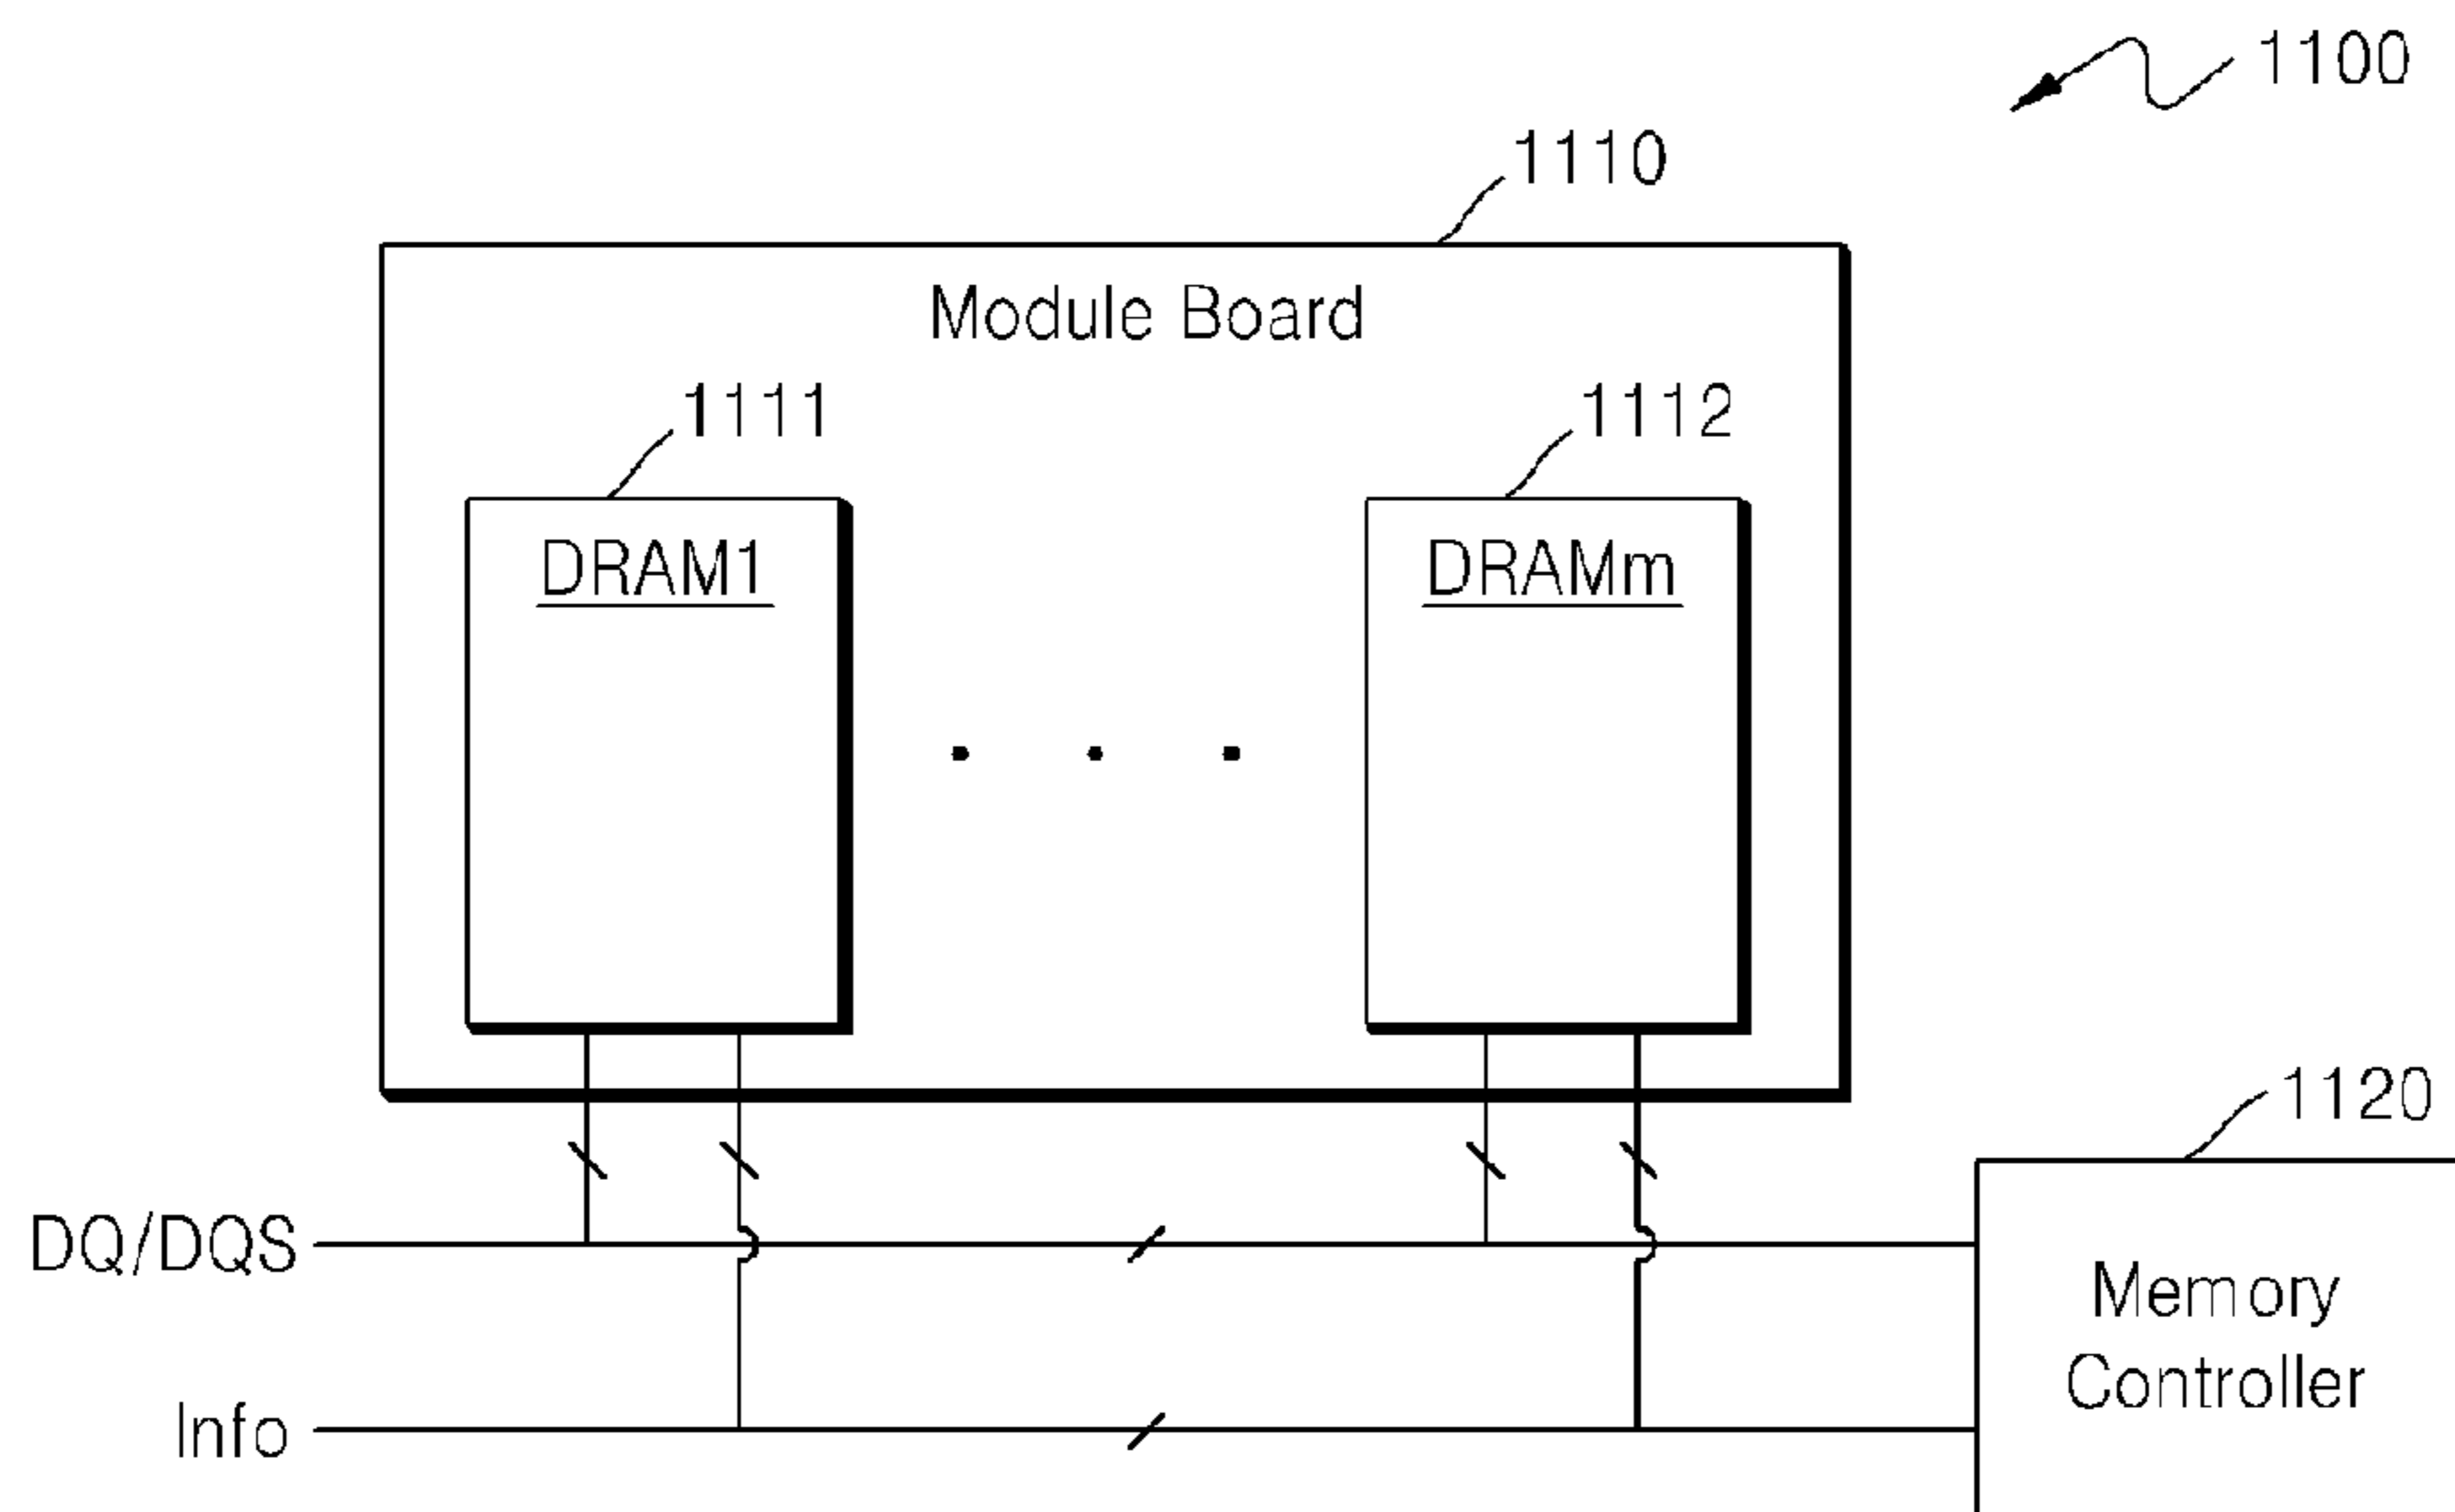 1100
1110
Module Board
1111
1112
DRAM1
DRAMm
1120
DQ/DQS
Memory
Controller
Info